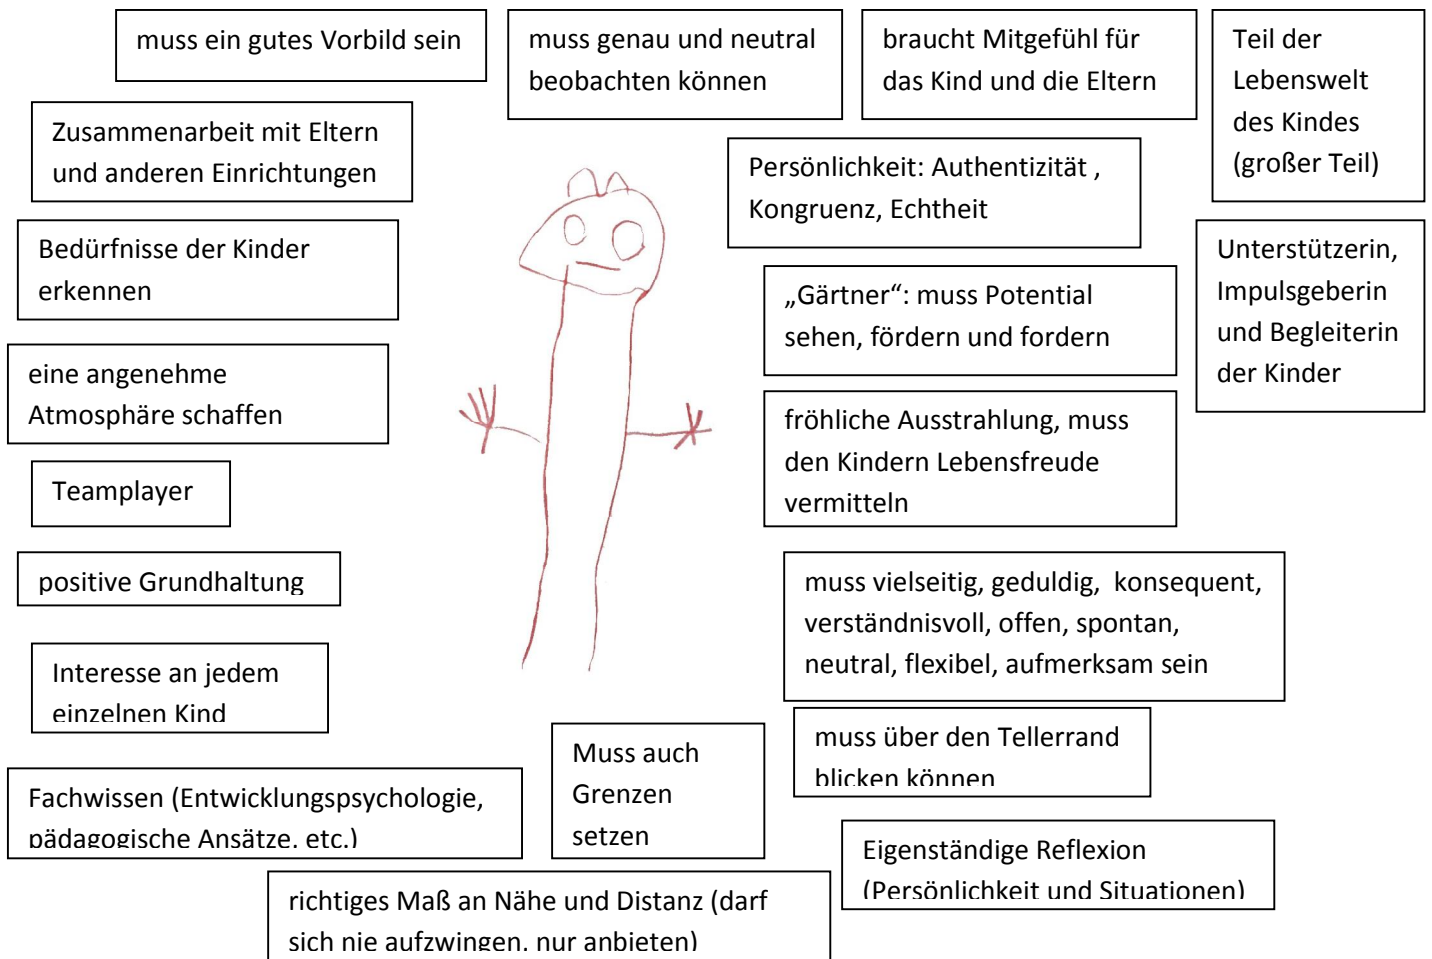 muss ein gutes Vorbild sein
muss genau und neutral
beobachten können
braucht Mitgefühl für
das Kind und die Eltern
Teil der
Lebenswelt
des Kindes
(großer Teil)
Zusammenarbeit mit Eltern
und anderen Einrichtungen
Persönlichkeit: Authentizität ,
Kongruenz, Echtheit
Bedürfnisse der Kinder
erkennen
Unterstützerin,
Impulsgeberin
und Begleiterin
der Kinder
„Gärtner“: muss Potential
sehen, fördern und fordern
eine angenehme
Atmosphäre schaffen
fröhliche Ausstrahlung, muss
den Kindern Lebensfreude
vermitteln
Teamplayer
positive Grundhaltung
muss vielseitig, geduldig,  konsequent,
verständnisvoll, offen, spontan,
neutral, flexibel, aufmerksam sein
Interesse an jedem
einzelnen Kind
muss über den Tellerrand
blicken können
Muss auch
Grenzen
setzen
Fachwissen (Entwicklungspsychologie,
pädagogische Ansätze, etc.)
Eigenständige Reflexion
(Persönlichkeit und Situationen)
richtiges Maß an Nähe und Distanz (darf
sich nie aufzwingen, nur anbieten)